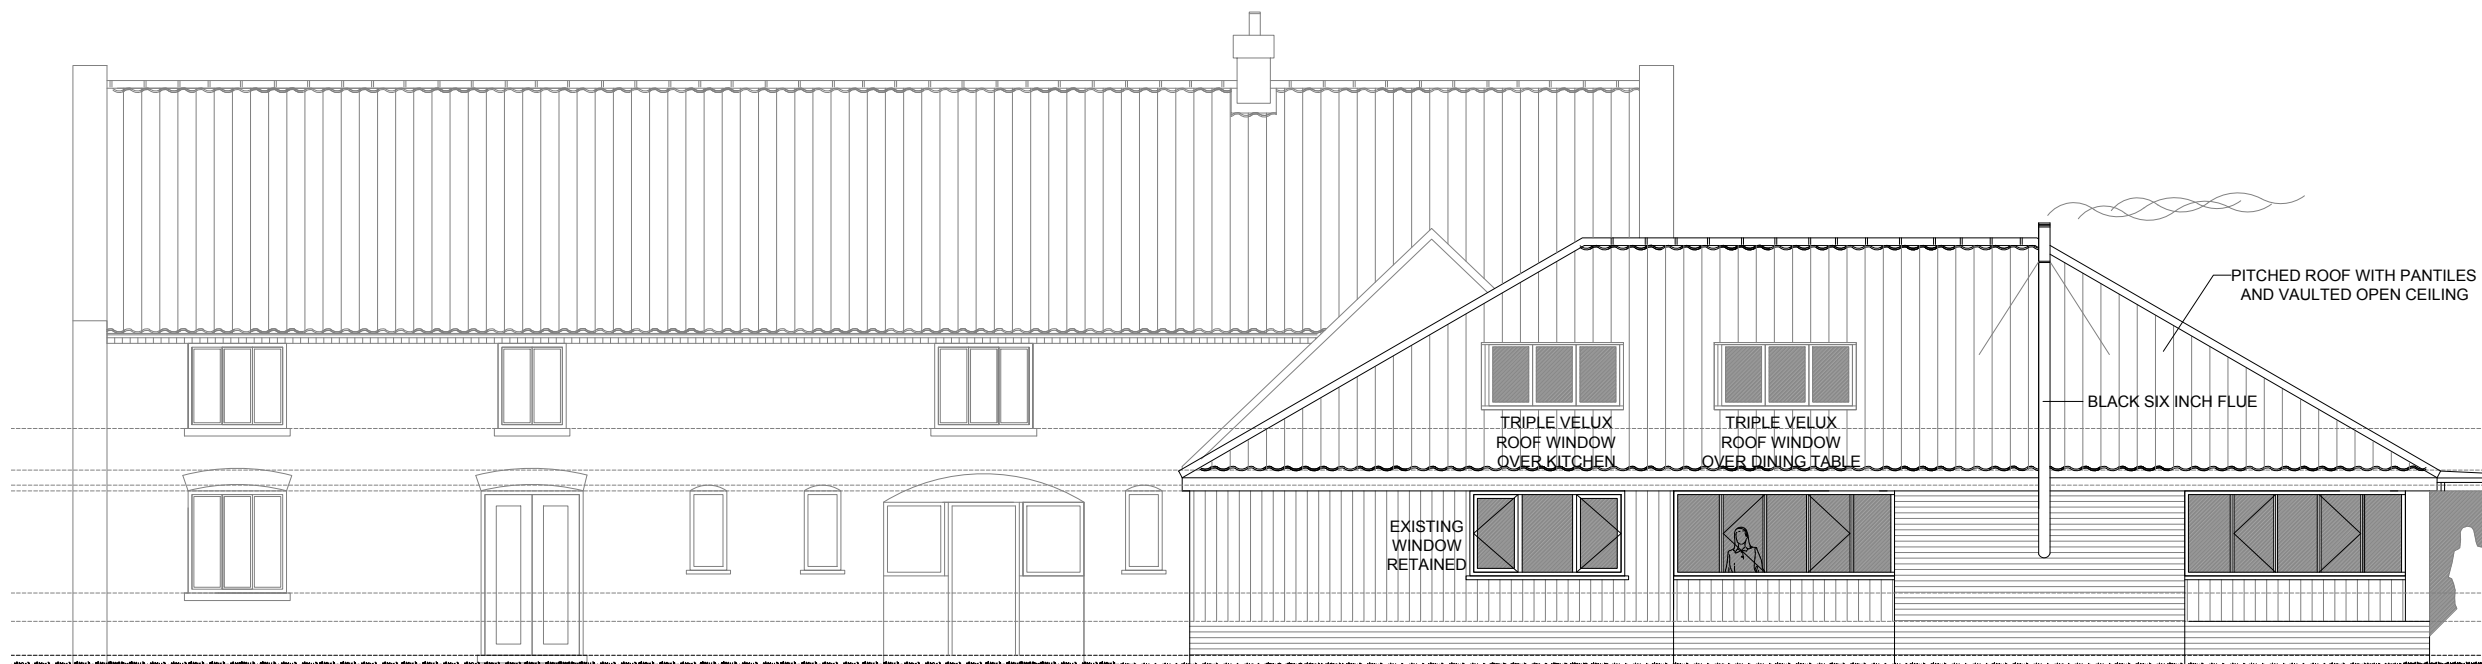 PITCHED ROOF WITH PANTILES
AND VAULTED OPEN CEILING
BLACK SIX INCH FLUE
TRIPLE VELUX
ROOF WINDOW
OVER KITCHEN
TRIPLE VELUX
ROOF WINDOW
OVER DINING TABLE
EXISTING
WINDOW
RETAINED